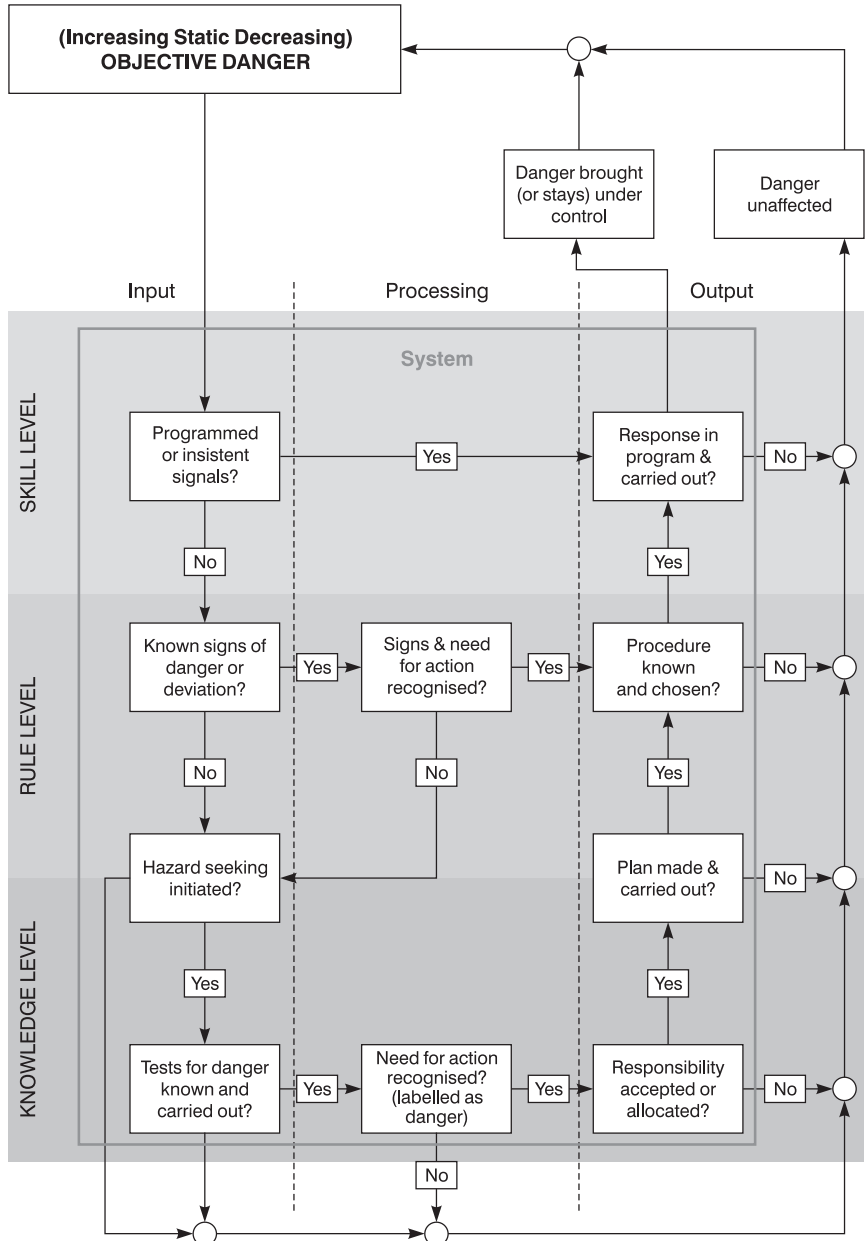 (Increasing Static Decreasing)
OBJECTIVE DANGER
Danger brought
(or stays) under
control
Danger
unaffected
Input
Processing
Output
System
SKILL LEVEL
Programmed
or insistent
signals?
Yes
Response in
program &
carried out?
No
No
Yes
RULE LEVEL
Known signs of
danger or
deviation?
Yes
Signs & need
for action
recognised?
Yes
Procedure
known
and chosen?
No
No
No
Yes
Hazard seeking
initiated?
Plan made &
carried out?
No
KNOWLEDGE LEVEL
Yes
Yes
Tests for danger
known and
carried out?
Yes
Need for action
recognised?
(labelled as
danger)
Yes
Responsibility
accepted or
allocated?
No
No